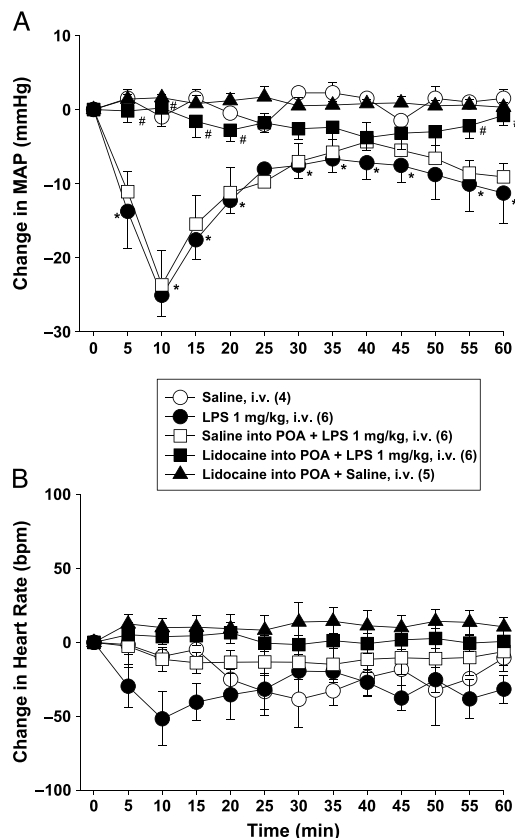 A
Change in MAP (mmHg)
10
0
−10
−20
−30
* * * * * * * * * *
# # # # # #
0 5 10 15 20 25 30 35 40 45 50 55 60
Saline, i.v. (4)
LPS 1 mg/kg, i.v. (6)
Saline into POA + LPS 1 mg/kg, i.v. (6)
Lidocaine into POA + LPS 1 mg/kg, i.v. (6)
Lidocaine into POA + Saline, i.v. (5)
B
Change in Heart Rate (bpm)
100
50
0
−50
−100
0 5 10 15 20 25 30 35 40 45 50 55 60
Time (min)